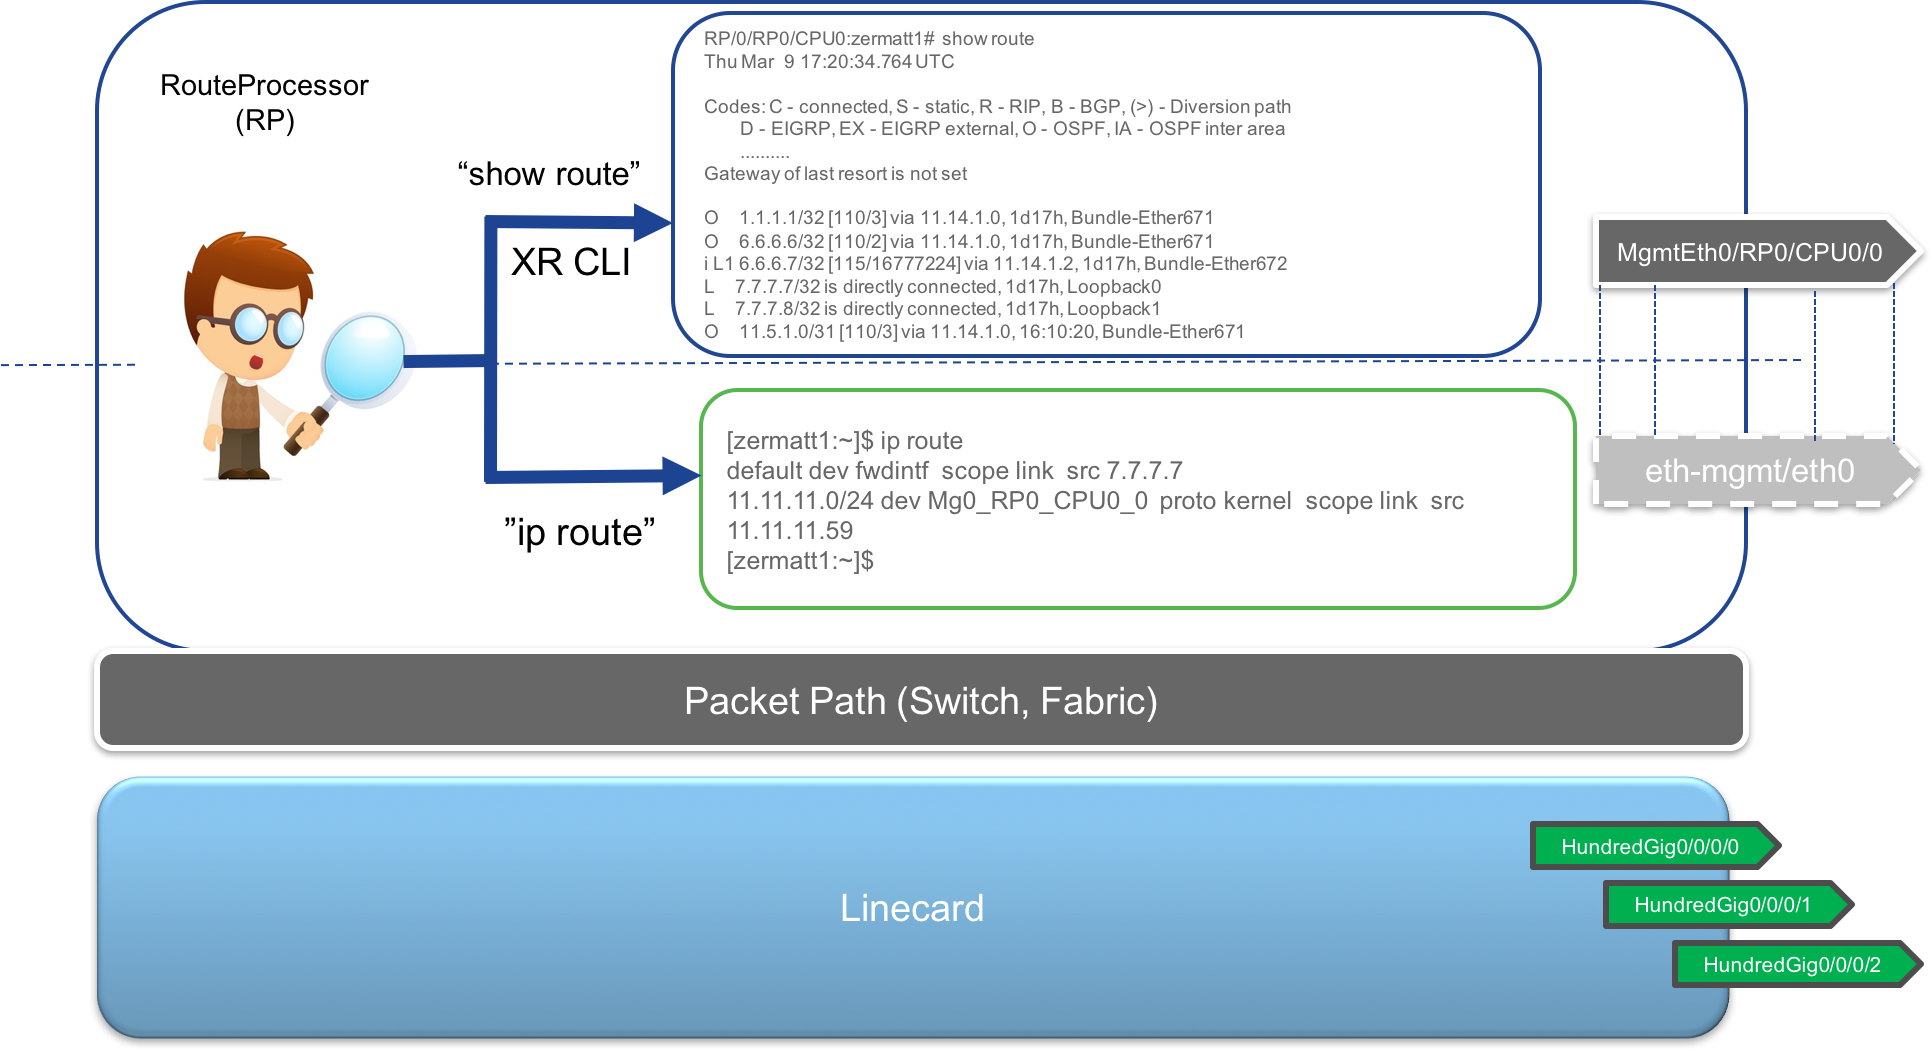 RouteProcessor
(RP)
“show route”
XR CLI
”ip route”
RP/0/RP0/CPU0:zermatt1# show route
Thu Mar 9 17:20:34.764 UTC
Codes: C - connected, S - static, R - RIP, B - BGP, (>) - Diversion path
D - EIGRP, EX - EIGRP external, O - OSPF, IA - OSPF inter area
..........
Gateway of last resort is not set
O 1.1.1.1/32 [110/3] via 11.14.1.0, 1d17h, Bundle-Ether671
O 6.6.6.6/32 [110/2] via 11.14.1.0, 1d17h, Bundle-Ether671
i L1 6.6.6.7/32 [115/16777224] via 11.14.1.2, 1d17h, Bundle-Ether672
L 7.7.7.7/32 is directly connected, 1d17h, Loopback0
L 7.7.7.8/32 is directly connected, 1d17h, Loopback1
O 11.5.1.0/31 [110/3] via 11.14.1.0, 16:10:20, Bundle-Ether671
[zermatt1:~]$ ip route
default dev fwdintf scope link src 7.7.7.7
11.11.11.0/24 dev Mg0_RP0_CPU0_0 proto kernel scope link src
11.11.11.59
[zermatt1:~]$
MgmtEth0/RP0/CPU0/0
eth-mgmt/eth0
Packet Path (Switch, Fabric)
Linecard
HundredGig0/0/0/0
HundredGig0/0/0/1
HundredGig0/0/0/2